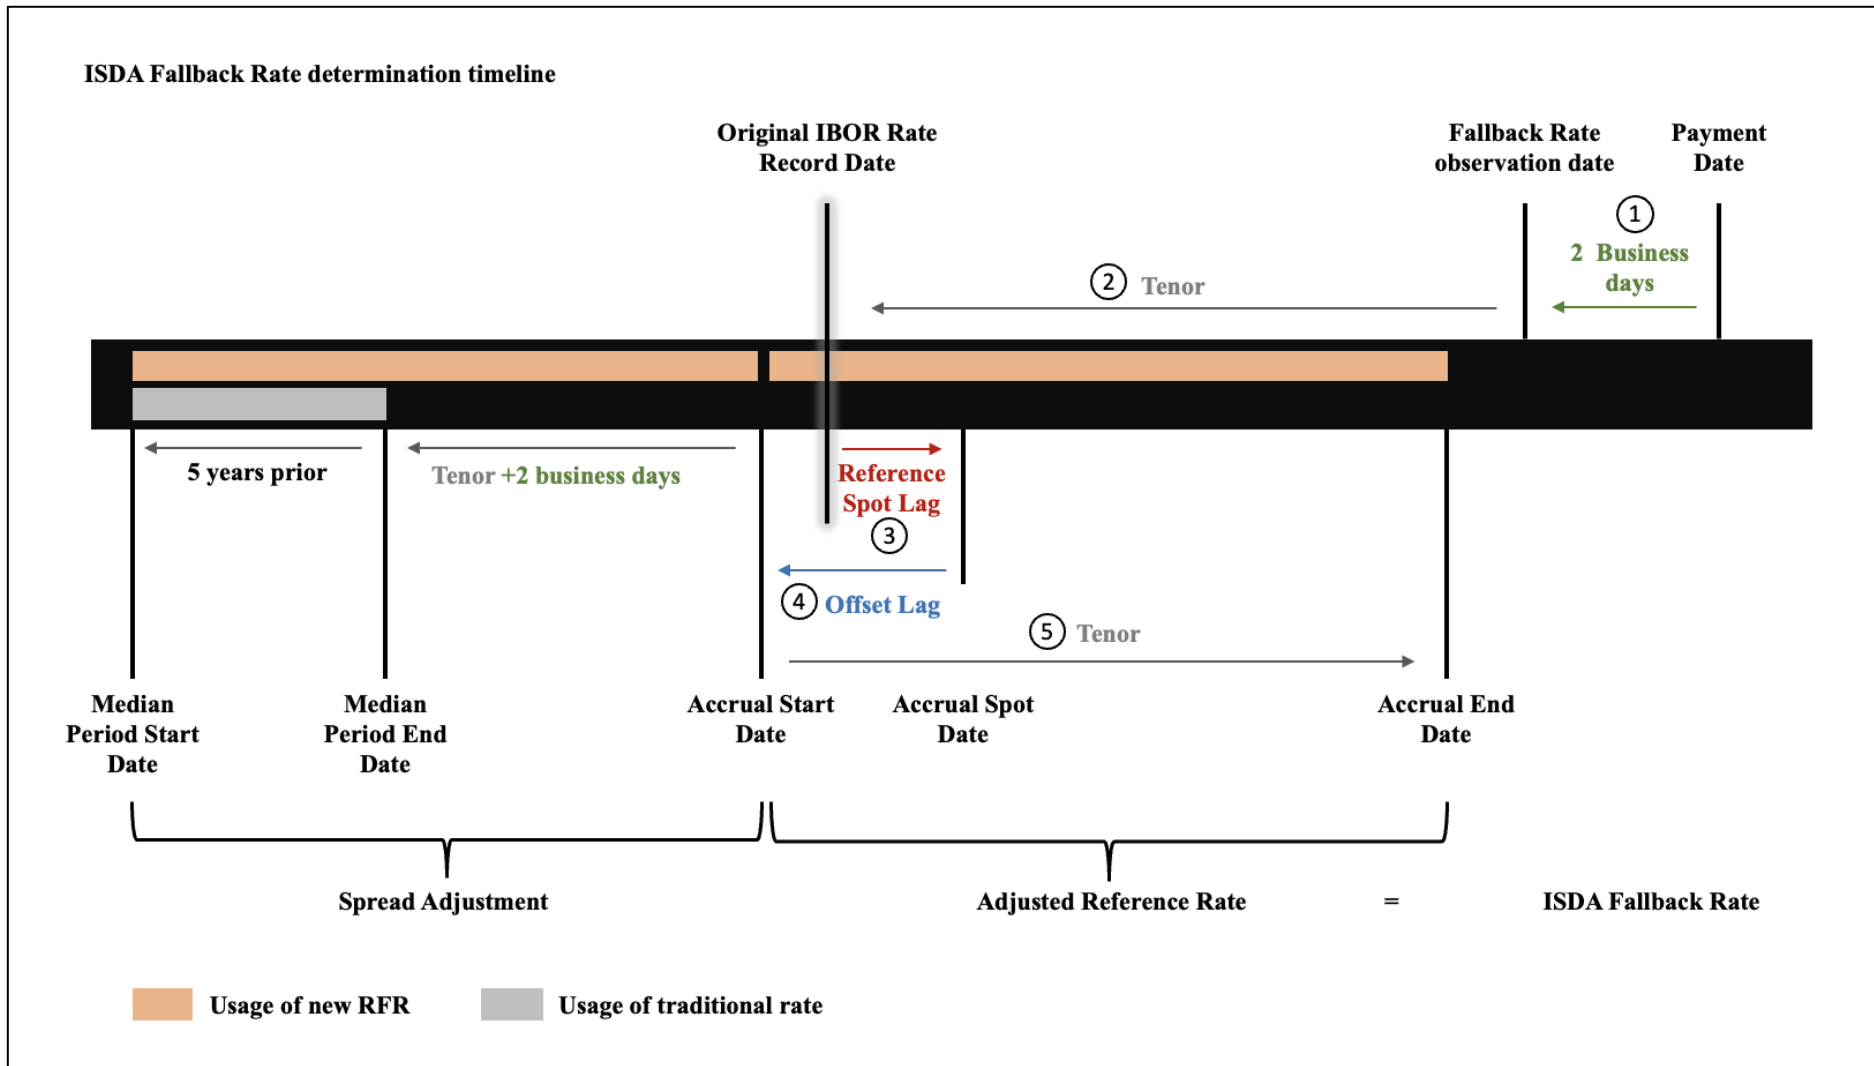 ISDA Fallback Rate determination timeline
Original IBOR Rate
Record Date
Fallback Rate
observation date
Payment
Date
1
2 Business
days
2 Tenor
5 years prior
Tenor +2 business days
Reference
Spot Lag
3
4 Offset Lag
5 Tenor
Median
Period Start
Date
Median
Period End
Date
Accrual Start
Date
Accrual Spot
Date
Accrual End
Date
Spread Adjustment
Adjusted Reference Rate = ISDA Fallback Rate
Usage of new RFR
Usage of traditional rate